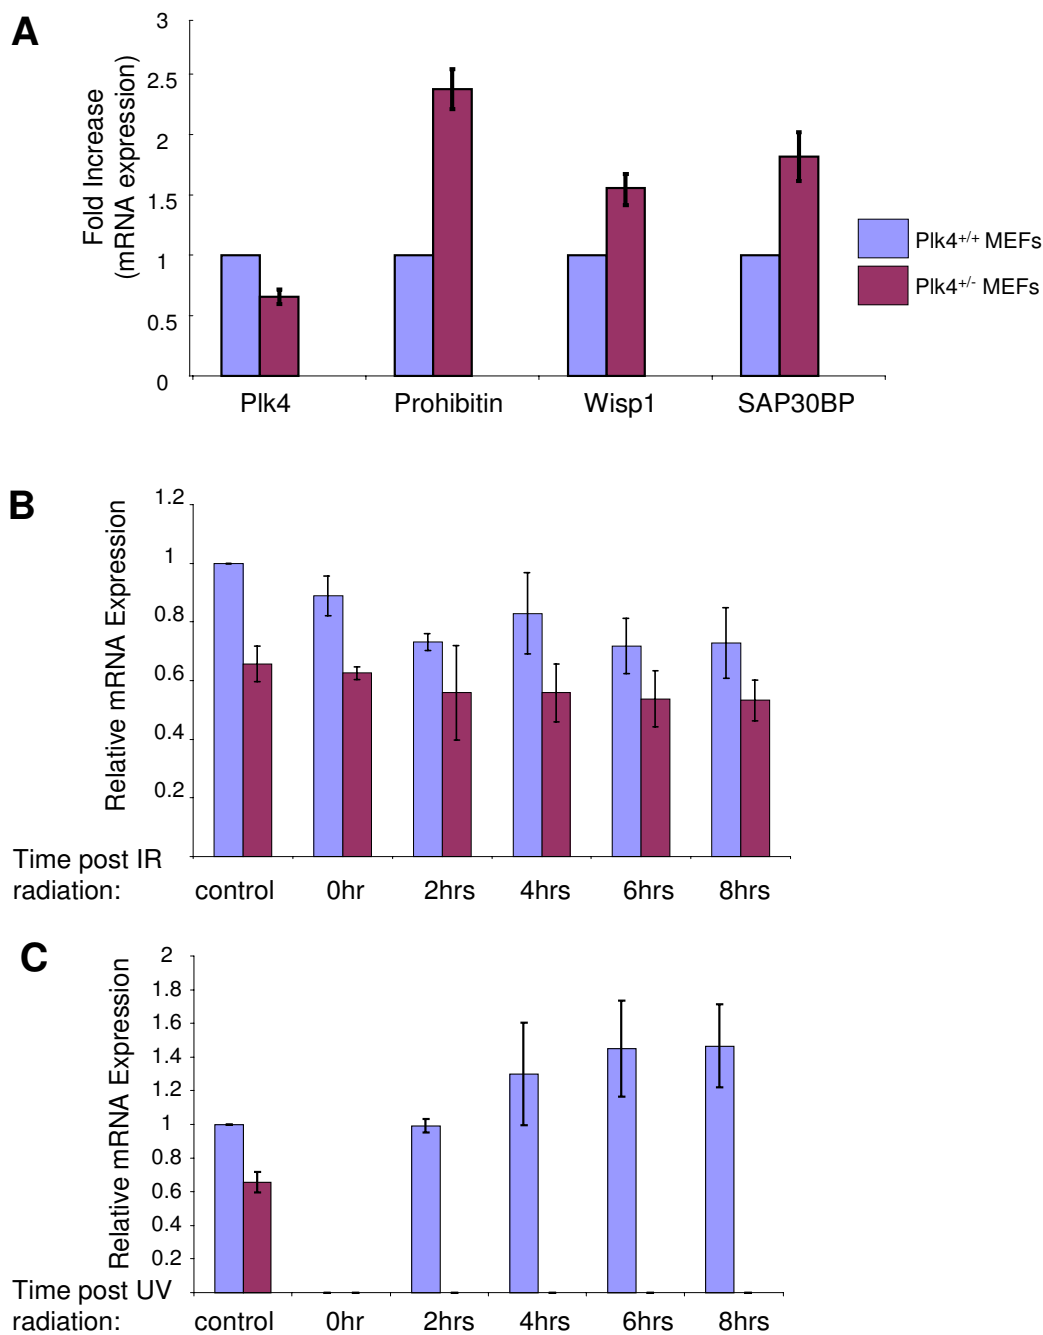 A
Fold Increase
(mRNA expression)
3
2.5
2
1.5
1
0.5
0
Plk4
Prohibitin
Wisp1
SAP30BP
Plk4+/+ MEFs
Plk4+/- MEFs
B
Relative mRNA Expression
1.2
1
0.8
0.6
0.4
0.2
Time post IR
radiation:
control
0hr
2hrs
4hrs
6hrs
8hrs
C
Relative mRNA Expression
2
1.8
1.6
1.4
1.2
1
0.8
0.6
0.4
0.2
Time post UV
radiation:
control
0hr
2hrs
4hrs
6hrs
8hrs